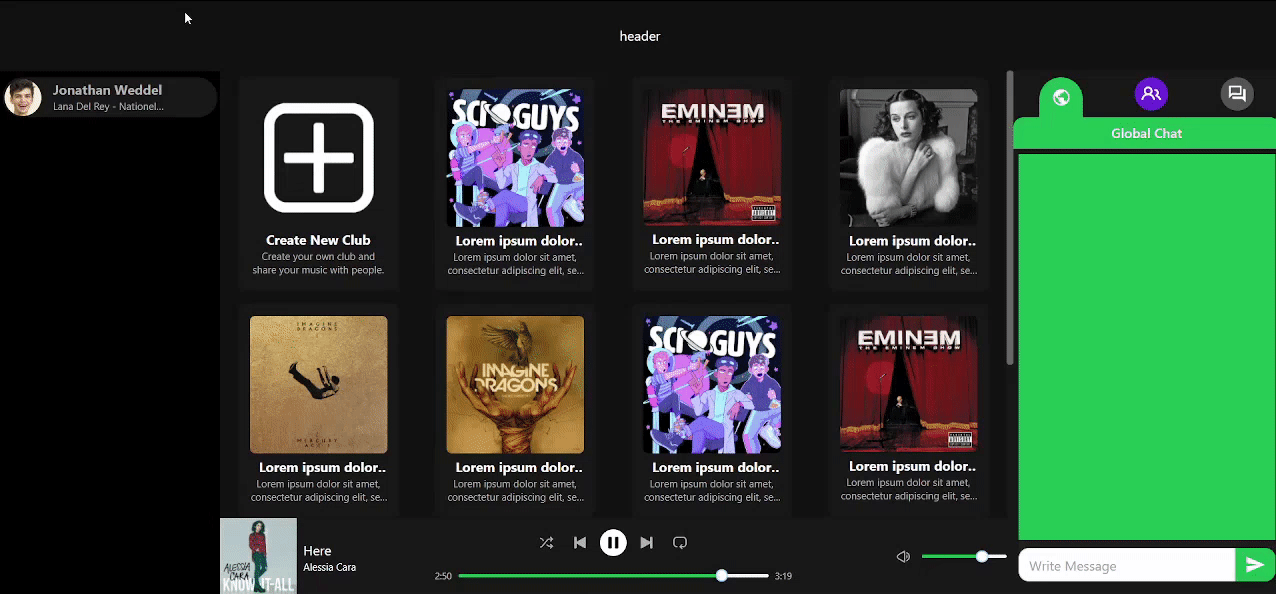 header
Jonathan Weddel
Lana Del Rey - Nationel...
Create New Club
Create your own club and
share your music with people.
SCI GUYS
Lorem ipsum dolor..
Lorem ipsum dolor sit amet,
consectetur adipiscing elit, se...
EMINEM
THE EMINEM SHOW
Lorem ipsum dolor..
Lorem ipsum dolor sit amet,
consectetur adipiscing elit, se...
Lorem ipsum dolor..
Lorem ipsum dolor sit amet,
consectetur adipiscing elit, se...
IMAGINE
DRAGONS
MERCURY
ACT 1
Lorem ipsum dolor..
Lorem ipsum dolor sit amet,
consectetur adipiscing elit, se...
IMAGINE
DRAGONS
Lorem ipsum dolor..
Lorem ipsum dolor sit amet,
consectetur adipiscing elit, se...
SCI GUYS
Lorem ipsum dolor..
Lorem ipsum dolor sit amet,
consectetur adipiscing elit, se...
EMINEM
THE EMINEM SHOW
Lorem ipsum dolor..
Lorem ipsum dolor sit amet,
consectetur adipiscing elit, se...
Global Chat
Write Message
ALESSIA
CARA
KNOW-IT-ALL
Here
Alessia Cara
2:50
3:19